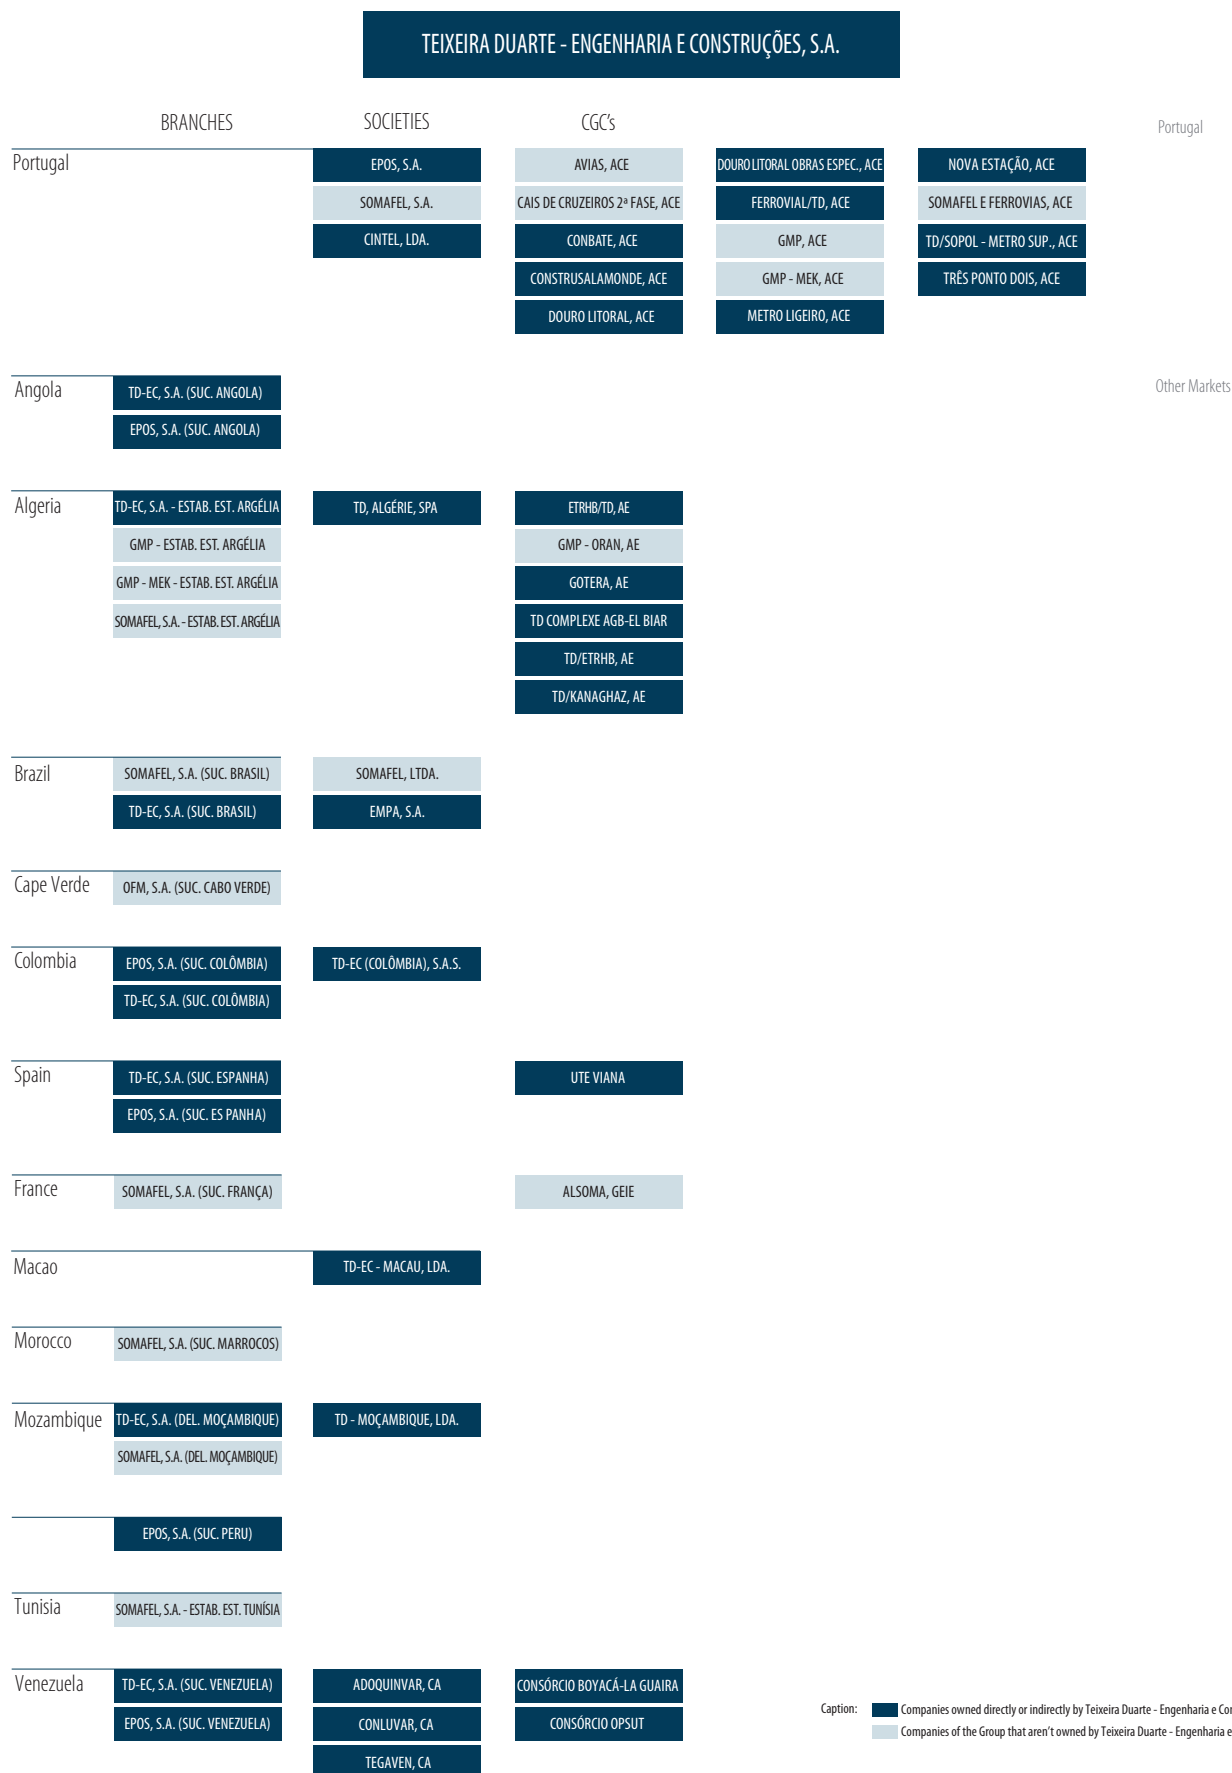 TEIXEIRA DUARTE - ENGENHARIA E CONSTRUÇÕES, S.A.
BRANCHES
SOCIETIES
CGC's
Portugal
Portugal
EPOS, S.A.
AVIAS, ACE
DOURO LITORAL OBRAS ESPEC., ACE
NOVA ESTAÇÃO, ACE
SOMAFEL, S.A.
CAIS DE CRUZEIROS 2ª FASE, ACE
FERROVIAL/TD, ACE
SOMAFEL E FERROVIAS, ACE
CINTEL, LDA.
CONBATE, ACE
GMP, ACE
TD/SOPOL - METRO SUP., ACE
CONSTRUSALAMONDE, ACE
GMP - MEK, ACE
TRÊS PONTO DOIS, ACE
DOURO LITORAL, ACE
METRO LIGEIRO, ACE
Angola
TD-EC, S.A. (SUC. ANGOLA)
Other Markets
EPOS, S.A. (SUC. ANGOLA)
Algeria
TD-EC, S.A. - ESTAB. EST. ARGÉLIA
TD, ALGÉRIE, SPA
ETRHB/TD, AE
GMP - ESTAB. EST. ARGÉLIA
GMP - ORAN, AE
GMP - MEK - ESTAB. EST. ARGÉLIA
GOTERA, AE
SOMAFEL, S.A. - ESTAB. EST. ARGÉLIA
TD COMPLEXE AGB-EL BIAR
TD/ETRHB, AE
TD/KANAGHAZ, AE
Brazil
SOMAFEL, S.A. (SUC. BRASIL)
SOMAFEL, LTDA.
TD-EC, S.A. (SUC. BRASIL)
EMPA, S.A.
Cape Verde
OFM, S.A. (SUC. CABO VERDE)
Colombia
EPOS, S.A. (SUC. COLÔMBIA)
TD-EC (COLÔMBIA), S.A.S.
TD-EC, S.A. (SUC. COLÔMBIA)
Spain
TD-EC, S.A. (SUC. ESPANHA)
UTE VIANA
EPOS, S.A. (SUC. ES PANHA)
France
SOMAFEL, S.A. (SUC. FRANÇA)
ALSOMA, GEIE
Macao
TD-EC - MACAU, LDA.
Morocco
SOMAFEL, S.A. (SUC. MARROCOS)
Mozambique
TD-EC, S.A. (DEL. MOÇAMBIQUE)
TD - MOÇAMBIQUE, LDA.
SOMAFEL, S.A. (DEL. MOÇAMBIQUE)
EPOS, S.A. (SUC. PERU)
Tunisia
SOMAFEL, S.A. - ESTAB. EST. TUNÍSIA
Venezuela
TD-EC, S.A. (SUC. VENEZUELA)
ADOQUINVAR, CA
CONSÓRCIO BOYACÁ-LA GUAIRA
EPOS, S.A. (SUC. VENEZUELA)
CONLUVAR, CA
CONSÓRCIO OPSUT
TEGAVEN, CA
Caption:
Companies owned directly or indirectly by Teixeira Duarte - Engenharia e Con
Companies of the Group that aren't owned by Teixeira Duarte - Engenharia e